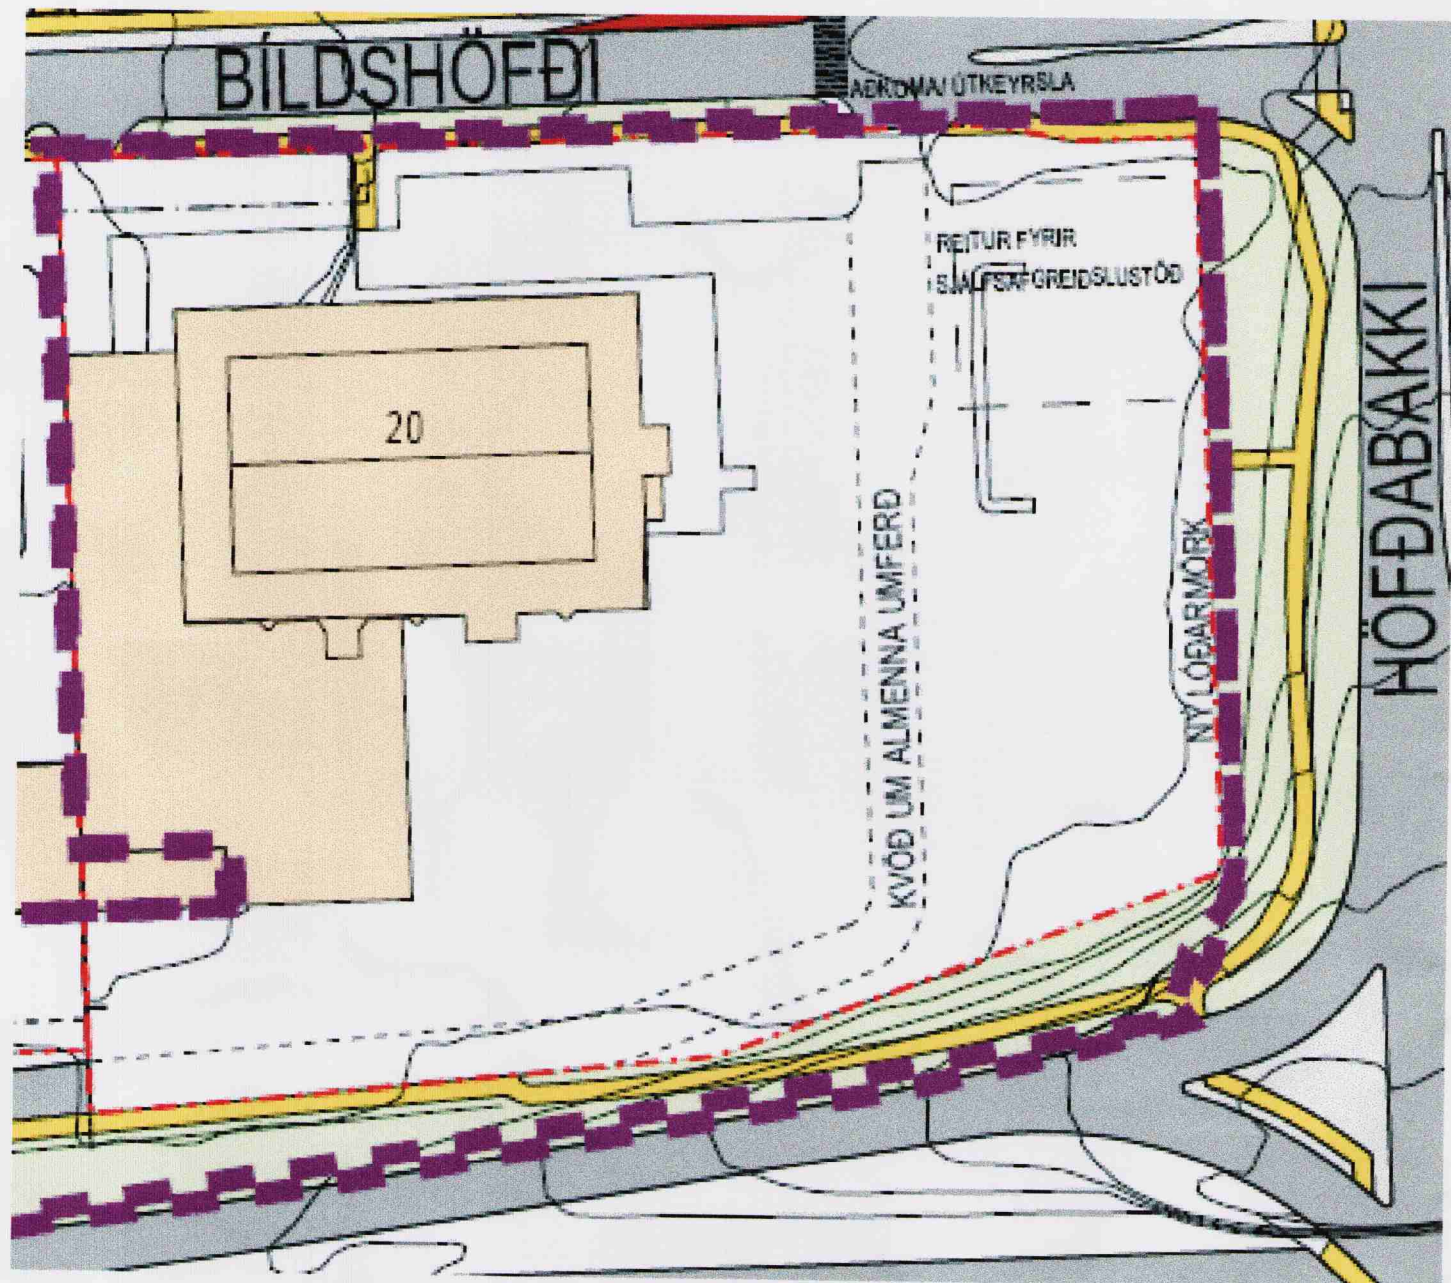 BÍLDSHÖFÐI
AÐKOMA/ ÚTKEYRSLA
REITUR FYRIR
SJÁLFSAFGREIÐSLUSTÖÐ
20
KVÖÐ UM ALMENNA UMFERÐ
NÝ LÓÐARMÖRK
HÖFÐABAKKI